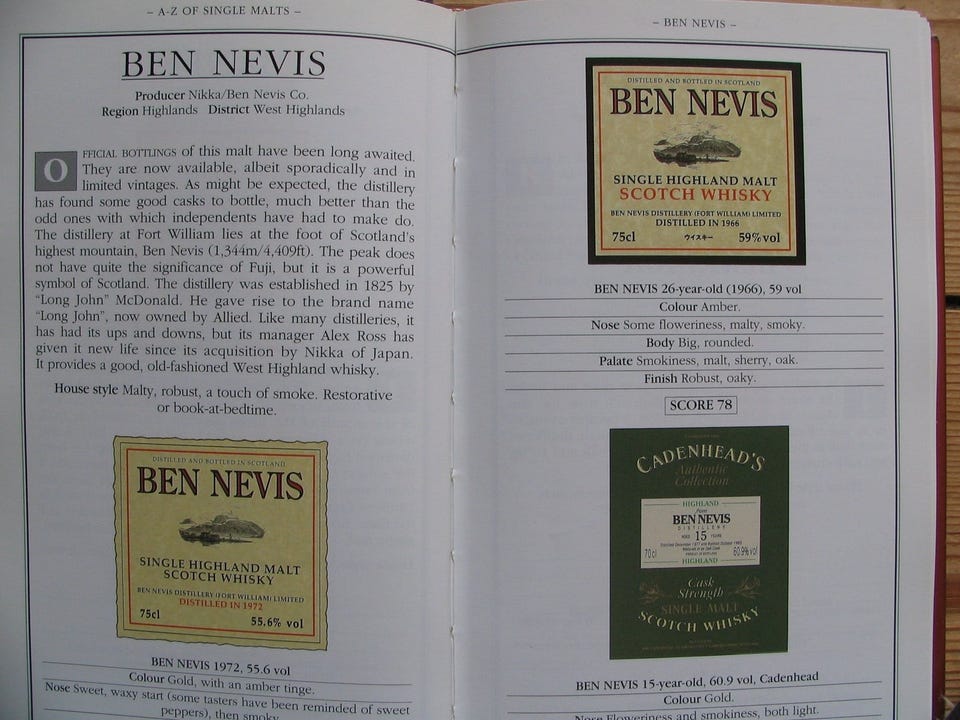 – A-Z OF SINGLE MALTS –
BEN NEVIS
Producer Nikka/Ben Nevis Co.
Region Highlands District West Highlands
OFFICIAL BOTTLINGS of this malt have been long awaited.
They are now available, albeit sporadically and in
limited vintages. As might be expected, the distillery
has found some good casks to bottle, much better than the
odd ones with which independents have had to make do.
The distillery at Fort William lies at the foot of Scotland's
highest mountain, Ben Nevis (1,344m/4,409ft). The peak does
not have quite the significance of Fuji, but it is a powerful
symbol of Scotland. The distillery was established in 1825 by
"Long John" McDonald. He gave rise to the brand name
"Long John", now owned by Allied. Like many distilleries, it
has had its ups and downs, but its manager Alex Ross has
given it new life since its acquisition by Nikka of Japan.
It provides a good, old-fashioned West Highland whisky.
House style Malty, robust, a touch of smoke. Restorative
or book-at-bedtime.
DISTILLED AND BOTTLED IN SCOTLAND
BEN NEVIS
SINGLE HIGHLAND MALT
SCOTCH WHISKY
BEN NEVIS DISTILLERY (FORT WILLIAM) LIMITED
DISTILLED IN 1972
75cl 55.6% vol
BEN NEVIS 1972, 55.6 vol
Colour Gold, with an amber tinge.
Nose Sweet, waxy start (some tasters have been reminded of sweet
peppers), then smoky.
– BEN NEVIS –
DISTILLED AND BOTTLED IN SCOTLAND
BEN NEVIS
SINGLE HIGHLAND MALT
SCOTCH WHISKY
BEN NEVIS DISTILLERY (FORT WILLIAM) LIMITED
DISTILLED IN 1966
75cl ウイスキー 59%vol
BEN NEVIS 26-year-old (1966), 59 vol
Colour Amber.
Nose Some floweriness, malty, smoky.
Body Big, rounded.
Palate Smokiness, malt, sherry, oak.
Finish Robust, oaky.
SCORE 78
CADENHEAD'S
Authentic
Collection
HIGHLAND
from
BEN NEVIS
DISTILLERY
AGED 15 YEARS
70cl 60.9% vol
HIGHLAND
Cask
Strength
SINGLE MALT
SCOTCH WHISKY
BEN NEVIS 15-year-old, 60.9 vol, Cadenhead
Colour Gold.
Nose Floweriness and smokiness, both light.